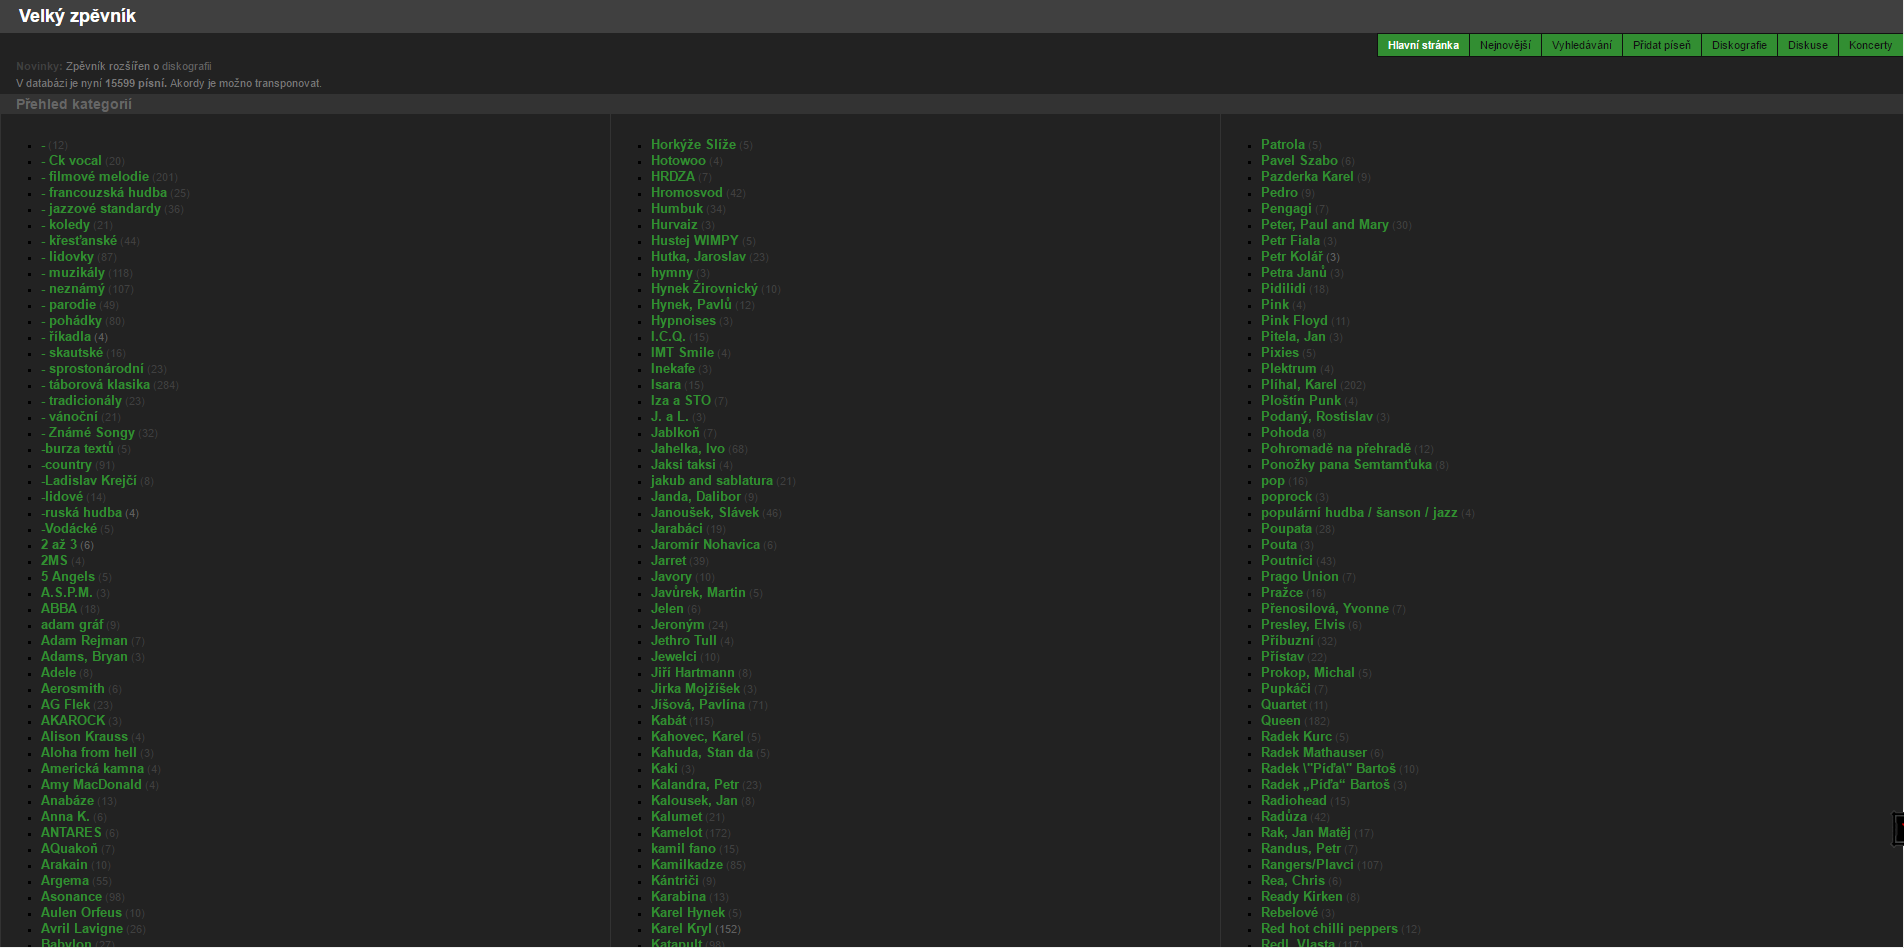 Velký zpěvník
Hlavní stránka Nejnovější Vyhledávání Přidat píseň Diskografie Diskuse Koncerty
Novinky: Zpěvník rozšířen o diskografii
V databázi je nyní 15599 písní. Akordy je možno transponovat.
Přehled kategorií
- (12)
- Ck vocal (20)
- filmové melodie (201)
- francouzská hudba (25)
- jazzové standardy (36)
- koledy (21)
- křesťanské (44)
- lidovky (87)
- muzikály (118)
- neznámý (107)
- parodie (49)
- pohádky (80)
- říkadla (4)
- skautské (16)
- sprostonárodní (23)
- táborová klasika (284)
- tradicionály (23)
- vánoční (21)
- Známé Songy (32)
-burza textů (5)
-country (91)
-Ladislav Krejčí (8)
-lidové (14)
-ruská hudba (4)
-Vodácké (5)
2 až 3 (6)
2MS (4)
5 Angels (5)
A.S.P.M. (3)
ABBA (18)
adam gráf (9)
Adam Rejman (7)
Adams, Bryan (3)
Adele (8)
Aerosmith (6)
AG Flek (23)
AKAROCK (3)
Alison Krauss (4)
Aloha from hell (3)
Americká kamna (4)
Amy MacDonald (4)
Anabáze (13)
Anna K. (6)
ANTARES (6)
AQuakoň (7)
Arakain (10)
Argema (55)
Asonance (98)
Aulen Orfeus (10)
Avril Lavigne (26)
Babylon (27)
Horkýže Slíže (5)
Hotowoo (4)
HRDZA (7)
Hromosvod (42)
Humbuk (34)
Hurvaiz (3)
Hustej WIMPY (5)
Hutka, Jaroslav (23)
hymny (3)
Hynek Žirovnický (10)
Hynek, Pavlů (12)
Hypnoises (3)
I.C.Q. (15)
IMT Smile (4)
Inekafe (3)
Isara (15)
Iza a STO (7)
J. a L. (3)
Jablkoň (7)
Jahelka, Ivo (68)
Jaksi taksi (4)
jakub and sablatura (21)
Janda, Dalibor (9)
Janoušek, Slávek (46)
Jarabáci (19)
Jaromír Nohavica (6)
Jarret (39)
Javory (10)
Javůrek, Martin (5)
Jelen (6)
Jeroným (24)
Jethro Tull (4)
Jewelci (10)
Jiří Hartmann (8)
Jirka Mojžíšek (3)
Jišová, Pavlína (71)
Kabát (115)
Kahovec, Karel (5)
Kahuda, Stan da (5)
Kaki (3)
Kalandra, Petr (23)
Kalousek, Jan (8)
Kalumet (21)
Kamelot (172)
kamil fano (15)
Kamilkadze (85)
Kántriči (9)
Karabina (13)
Karel Hynek (5)
Karel Kryl (152)
Katapult (98)
Patrola (5)
Pavel Szabo (6)
Pazderka Karel (9)
Pedro (9)
Pengagi (7)
Peter, Paul and Mary (30)
Petr Fiala (3)
Petr Kolář (3)
Petra Janů (3)
Pidilidi (18)
Pink (4)
Pink Floyd (11)
Pitela, Jan (3)
Pixies (5)
Plektrum (4)
Plíhal, Karel (202)
Ploštín Punk (4)
Podaný, Rostislav (3)
Pohoda (8)
Pohromadě na přehradě (12)
Ponožky pana Semtamťuka (8)
pop (16)
poprock (3)
populární hudba / šanson / jazz (4)
Poupata (28)
Pouta (3)
Poutníci (43)
Prago Union (7)
Pražce (16)
Přenosilová, Yvonne (7)
Presley, Elvis (6)
Příbuzní (32)
Přístav (22)
Prokop, Michal (5)
Pupkáči (7)
Quartet (11)
Queen (182)
Radek Kurc (5)
Radek Mathauser (6)
Radek \"Píďa\" Bartoš (10)
Radek „Píďa“ Bartoš (3)
Radiohead (15)
Radůza (42)
Rak, Jan Matěj (17)
Randus, Petr (7)
Rangers/Plavci (107)
Rea, Chris (6)
Ready Kirken (8)
Rebelové (3)
Red hot chilli peppers (12)
Redl, Vlasta (117)